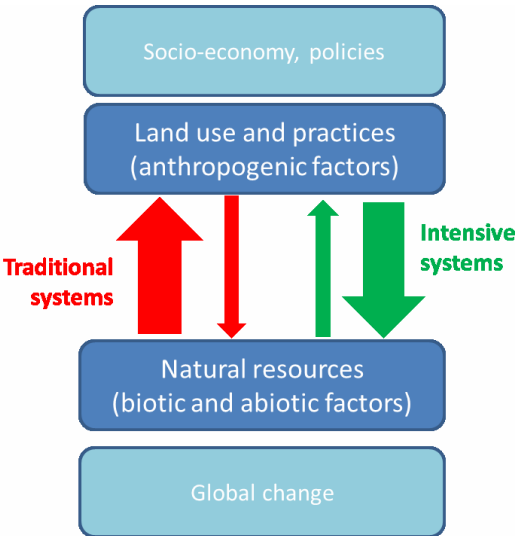 Socio-economy, policies
Land use and practices
(anthropogenic factors)
Traditional
systems
Intensive
systems
Natural resources
(biotic and abiotic factors)
Global change